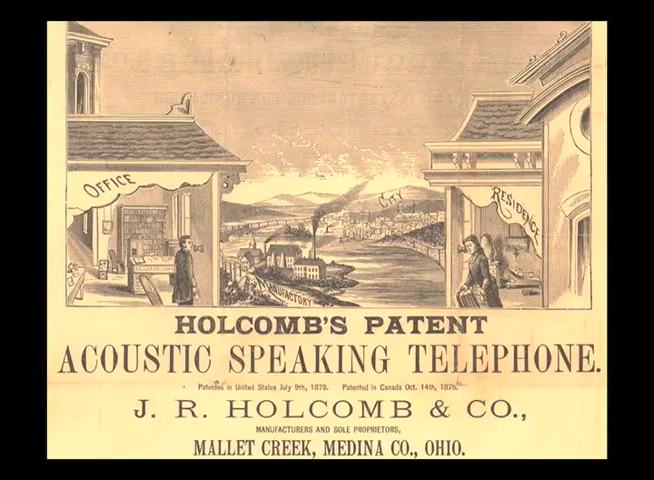 OFFICE
CITY
RESIDENCE
MANUFACTORY
HOLCOMB'S PATENT
ACOUSTIC SPEAKING TELEPHONE.
Patented in United States July 9th, 1878. Patented in Canada Oct. 14th, 1878.
J. R. HOLCOMB & CO.,
MANUFACTURERS AND SOLE PROPRIETORS,
MALLET CREEK, MEDINA CO., OHIO.